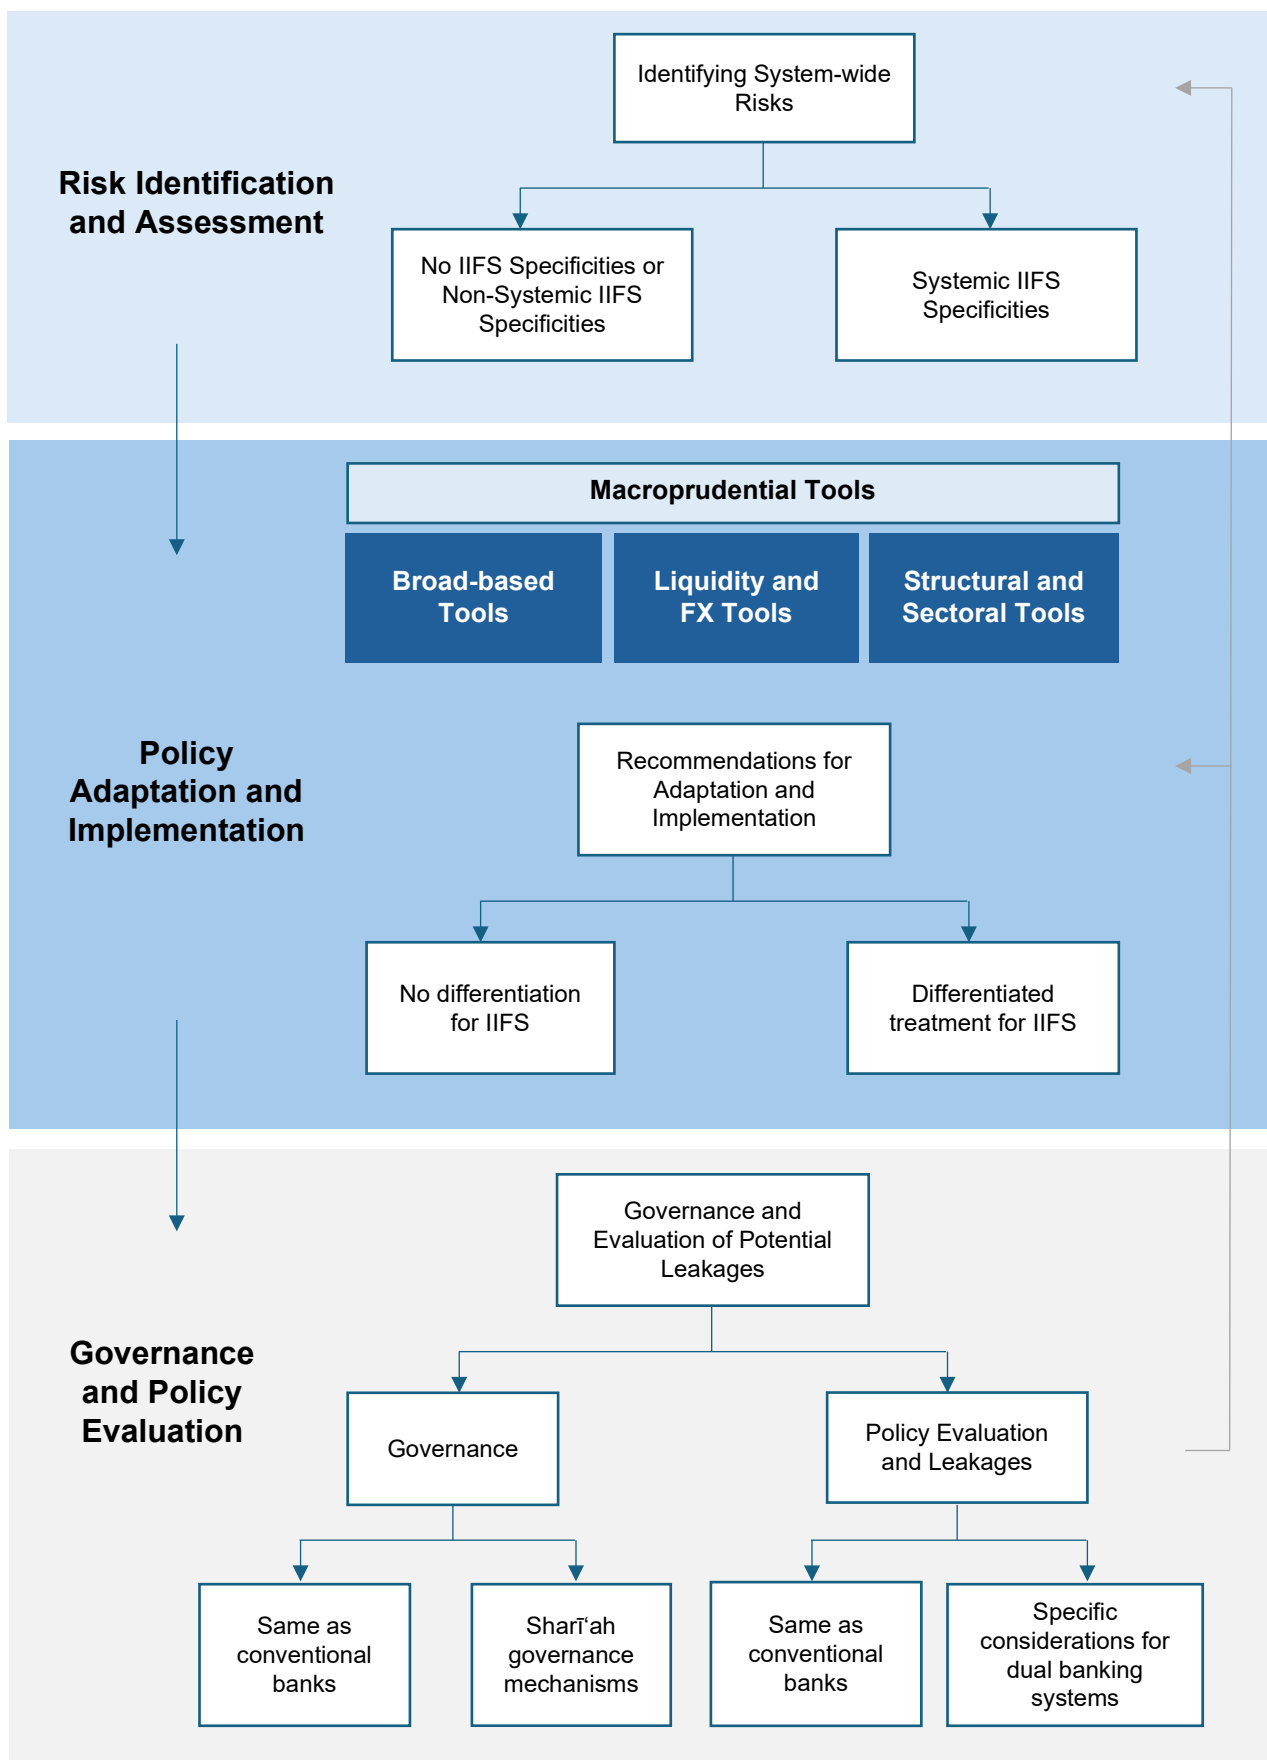 Identifying System-wide
Risks
Risk Identification
and Assessment
No IIFS Specificities or
Non-Systemic IIFS
Specificities
Systemic IIFS
Specificities
Macroprudential Tools
Broad-based
Tools
Liquidity and
FX Tools
Structural and
Sectoral Tools
Policy
Adaptation and
Implementation
Recommendations for
Adaptation and
Implementation
No differentiation
for IIFS
Differentiated
treatment for IIFS
Governance and
Evaluation of Potential
Leakages
Governance
and Policy
Evaluation
Governance
Policy Evaluation
and Leakages
Same as
conventional
banks
Sharī‘ah
governance
mechanisms
Same as
conventional
banks
Specific
considerations for
dual banking
systems